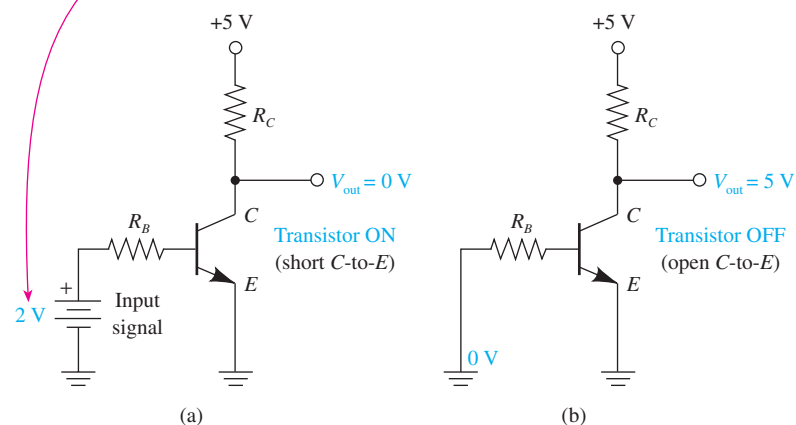 +5 V
R_C
V_out = 0 V
C
R_B
Transistor ON
(short C-to-E)
E
+
2 V
Input
signal
(a)
+5 V
R_C
V_out = 5 V
C
R_B
Transistor OFF
(open C-to-E)
E
0 V
(b)